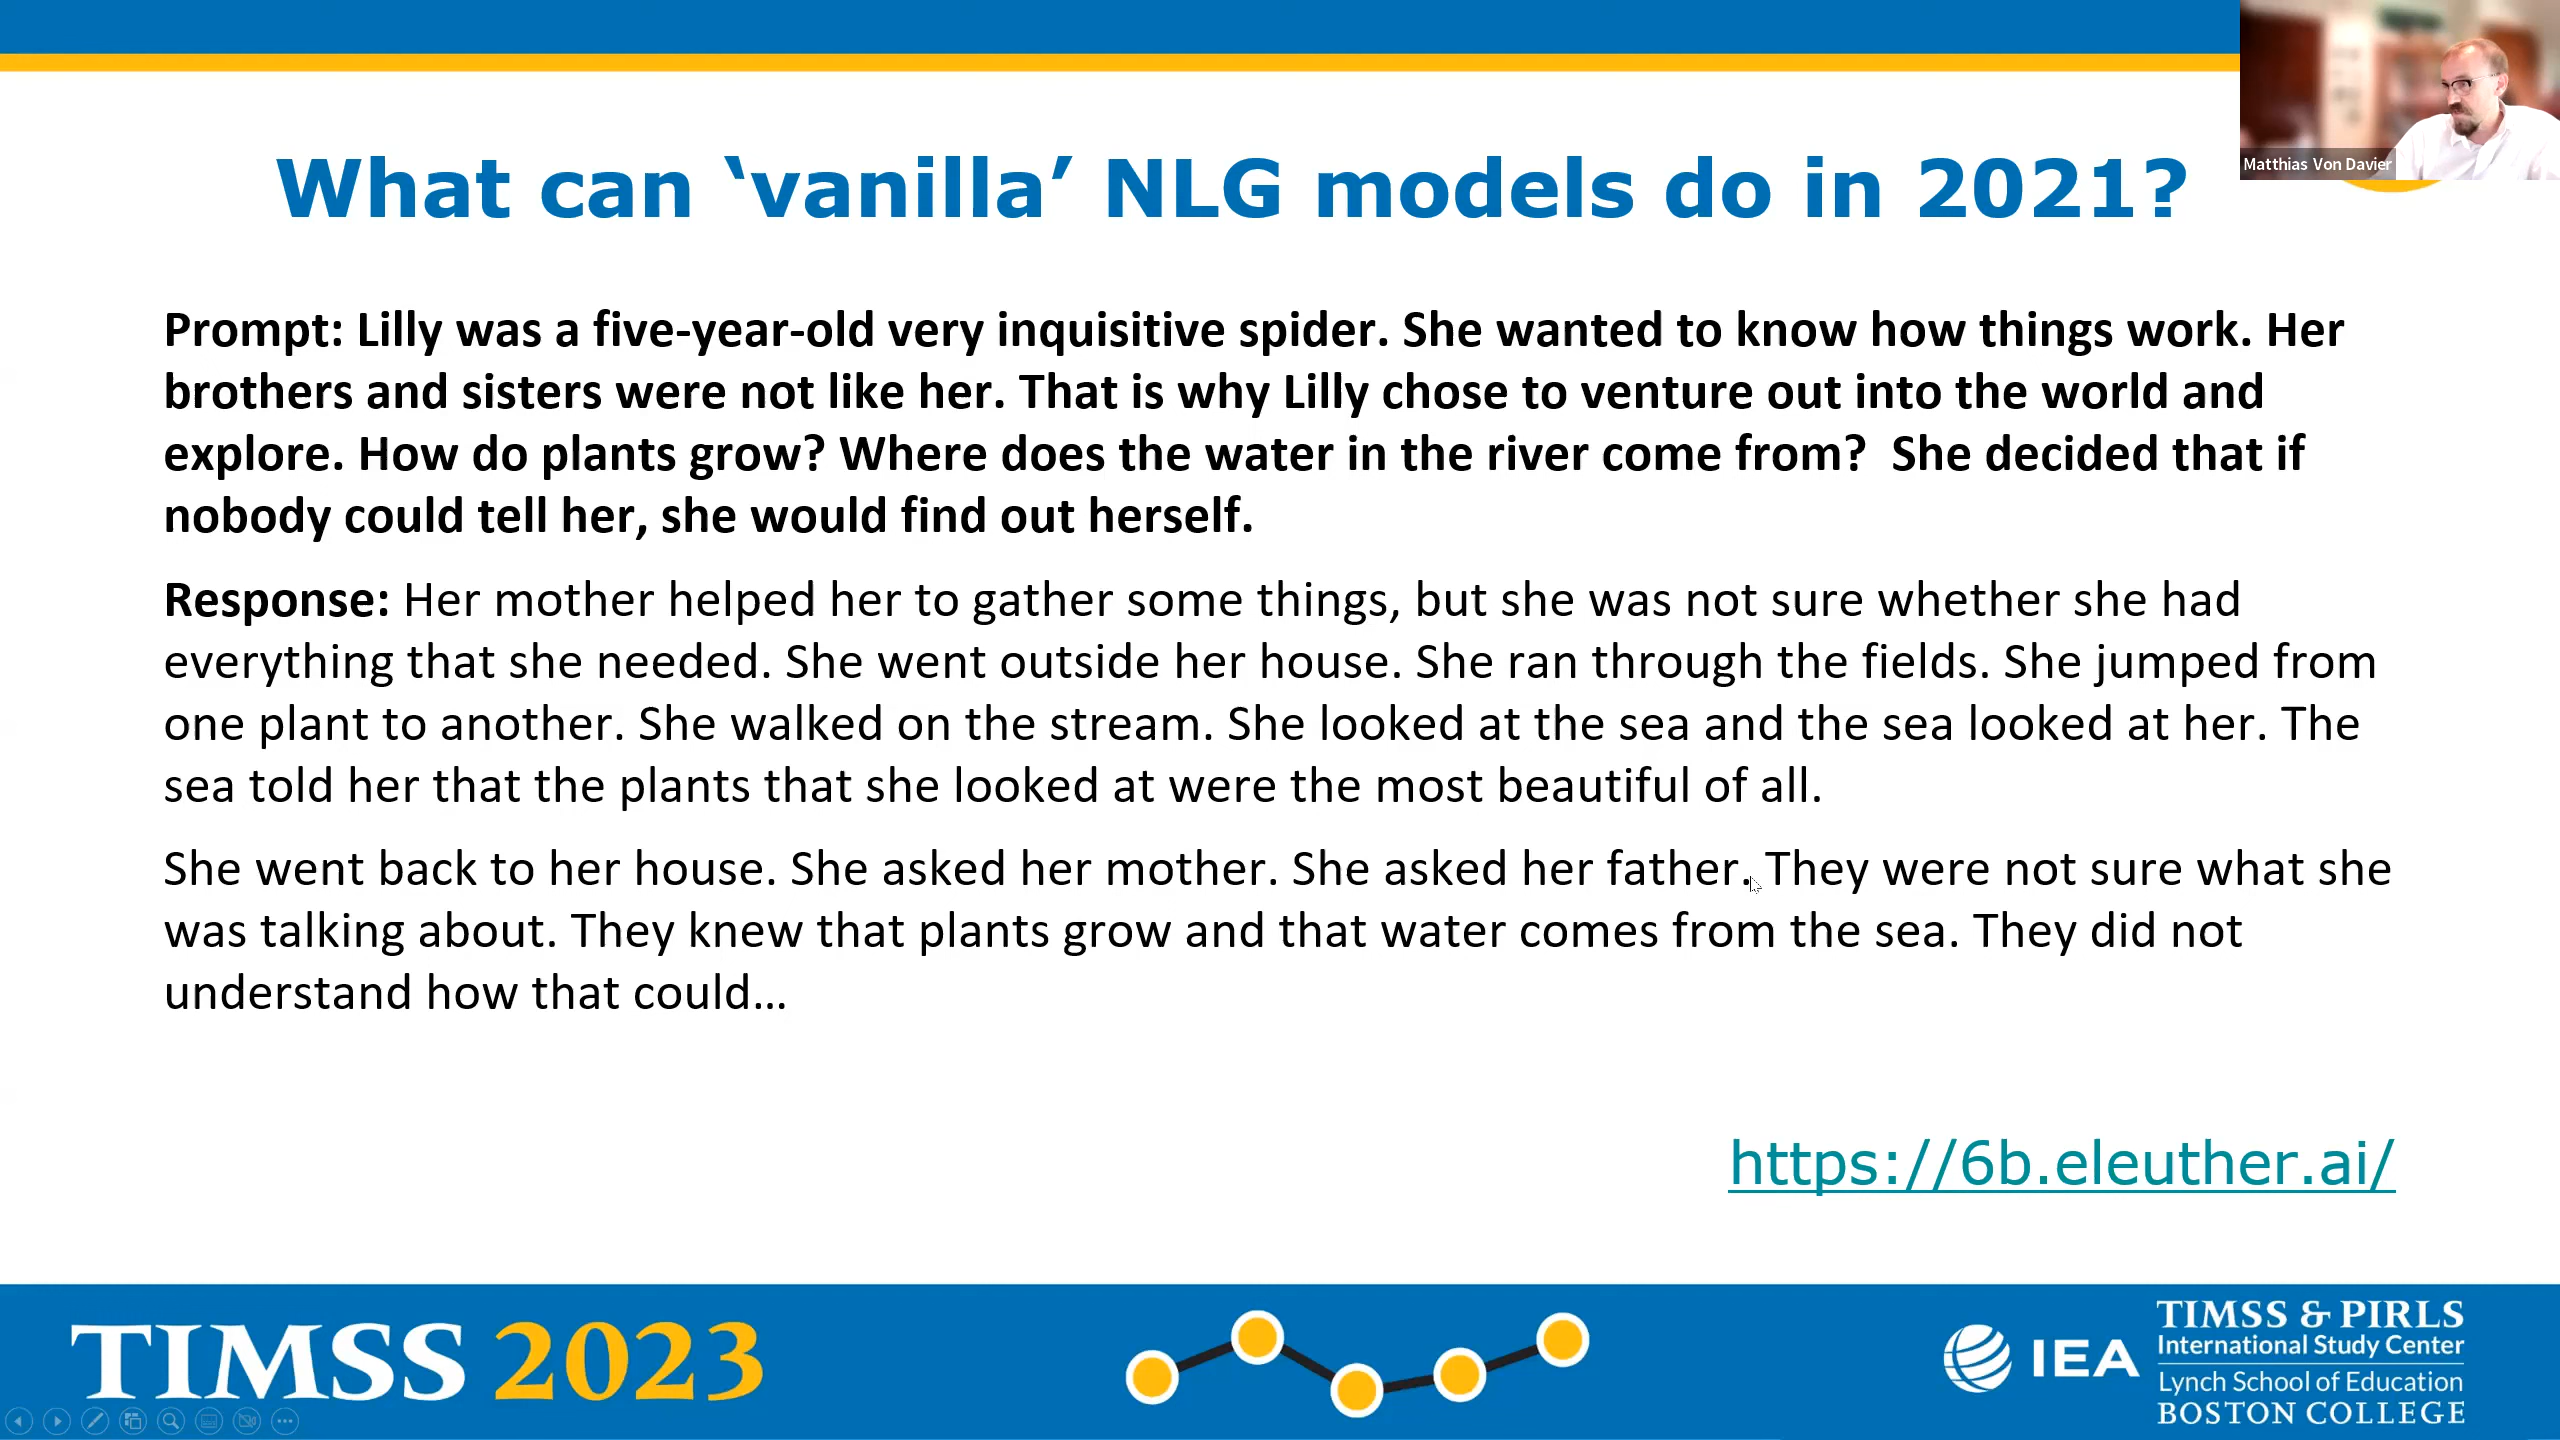 What can ‘vanilla’ NLG models do in 2021?
Matthias Von Davier
Prompt: Lilly was a five-year-old very inquisitive spider. She wanted to know how things work. Her
brothers and sisters were not like her. That is why Lilly chose to venture out into the world and
explore. How do plants grow? Where does the water in the river come from?  She decided that if
nobody could tell her, she would find out herself.
Response: Her mother helped her to gather some things, but she was not sure whether she had
everything that she needed. She went outside her house. She ran through the fields. She jumped from
one plant to another. She walked on the stream. She looked at the sea and the sea looked at her. The
sea told her that the plants that she looked at were the most beautiful of all.
She went back to her house. She asked her mother. She asked her father. They were not sure what she
was talking about. They knew that plants grow and that water comes from the sea. They did not
understand how that could…
https://6b.eleuther.ai/
TIMSS 2023
IEA
TIMSS & PIRLS
International Study Center
Lynch School of Education
BOSTON COLLEGE